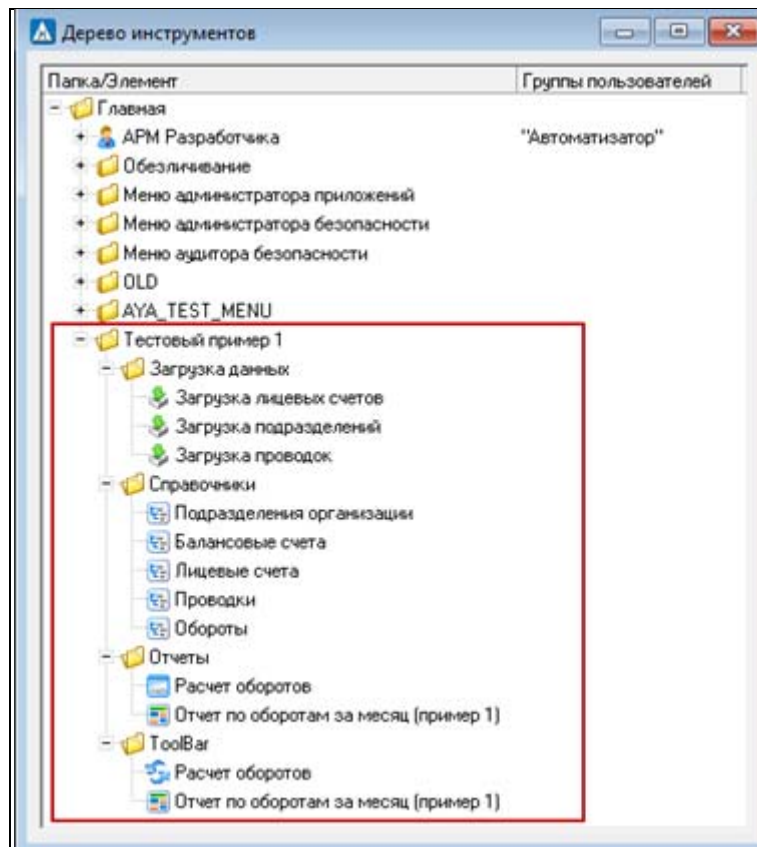 Дерево инструментов
Папка/Элемент Группы пользователей
Главная
АРМ Разработчика "Автоматизатор"
Обезличивание
Меню администратора приложений
Меню администратора безопасности
Меню аудитора безопасности
OLD
AYA_TEST_MENU
Тестовый пример 1
Загрузка данных
Загрузка лицевых счетов
Загрузка подразделений
Загрузка проводок
Справочники
Подразделения организации
Балансовые счета
Лицевые счета
Проводки
Обороты
Отчеты
Расчет оборотов
Отчет по оборотам за месяц (пример 1)
ToolBar
Расчет оборотов
Отчет по оборотам за месяц (пример 1)